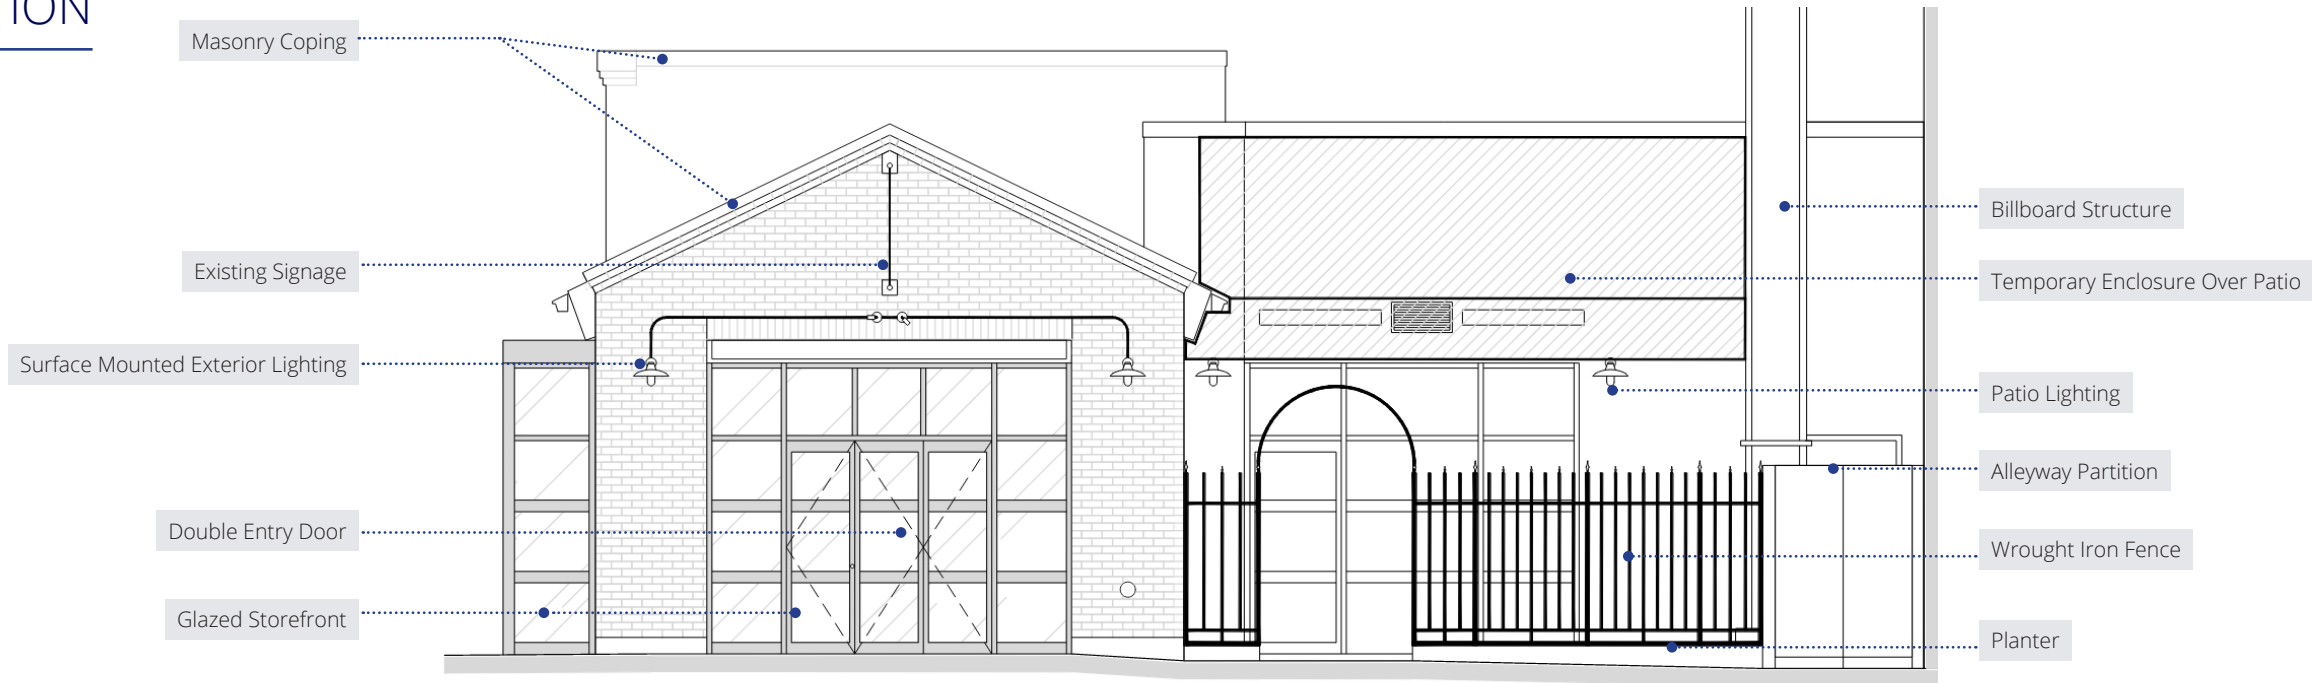 ION
Masonry Coping
Existing Signage
Surface Mounted Exterior Lighting
Double Entry Door
Glazed Storefront
Billboard Structure
Temporary Enclosure Over Patio
Patio Lighting
Alleyway Partition
Wrought Iron Fence
Planter